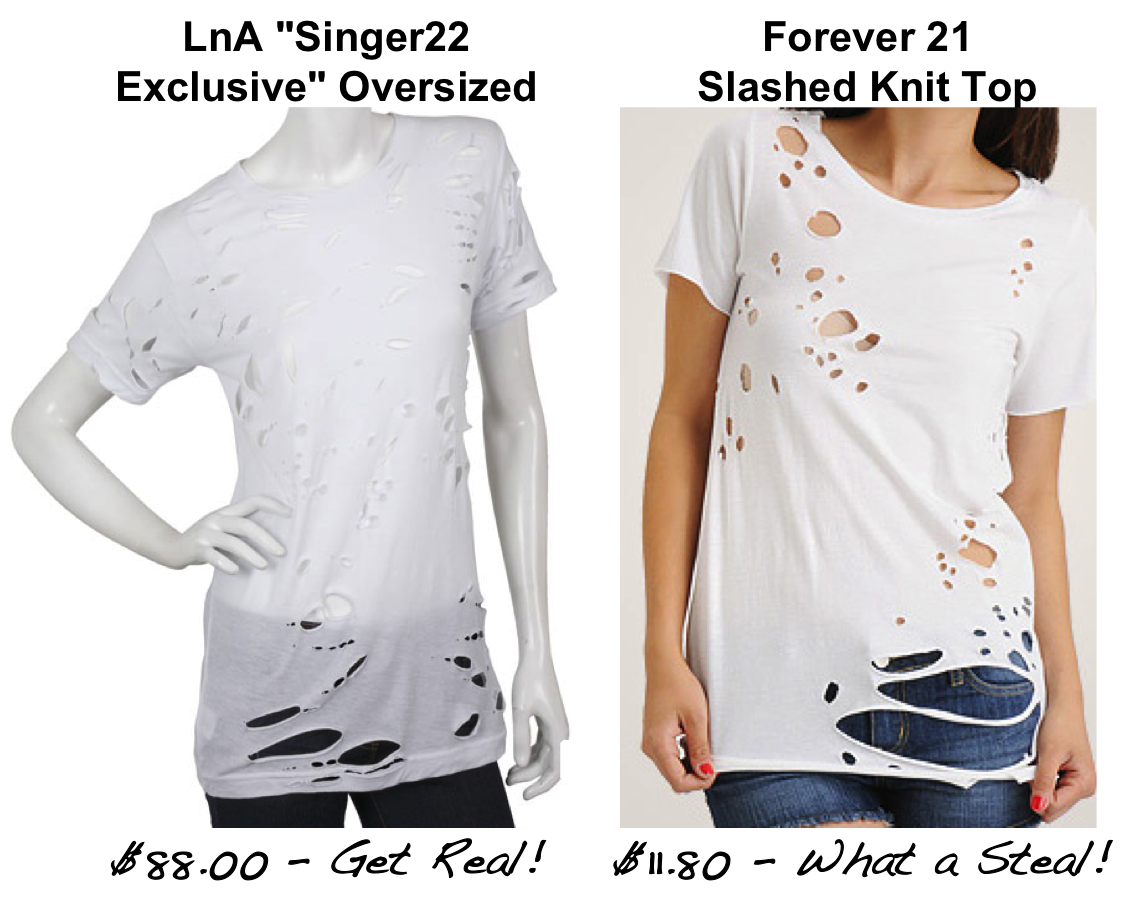 LnA "Singer22
Exclusive" Oversized
Forever 21
Slashed Knit Top
$88.00 - Get Real!
$11.80 - What a Steal!